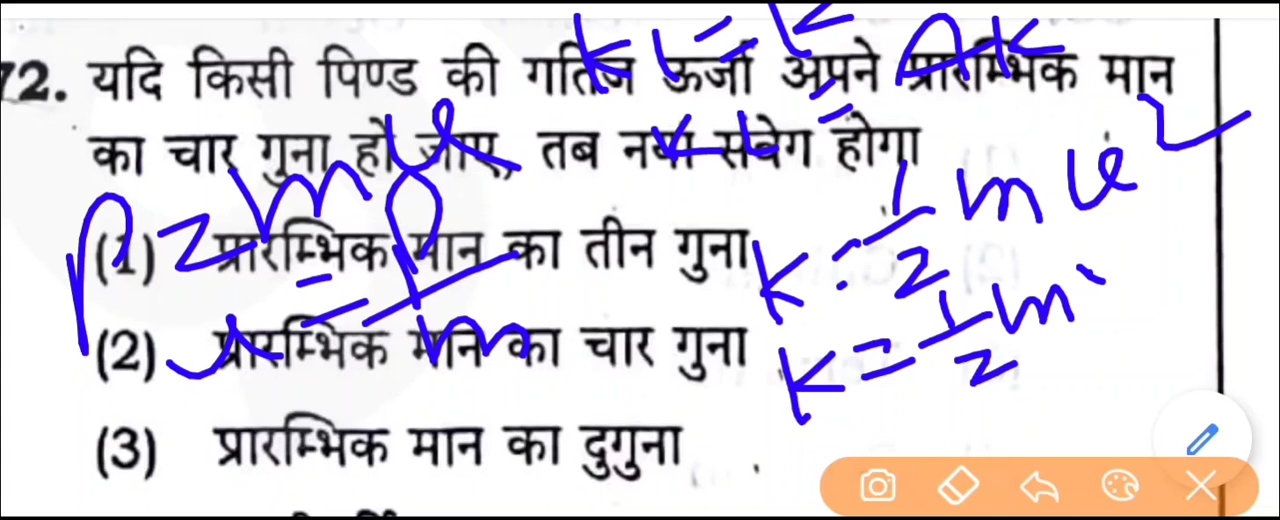 72. यदि किसी पिण्ड की गतिज ऊर्जा अपने प्रारम्भिक मान
का चार गुना हो जाए, तब नया संवेग होगा
(1) प्रारम्भिक मान का तीन गुना
(2) प्रारम्भिक मान का चार गुना
(3) प्रारम्भिक मान का दुगुना
p = mv
v = p/m
K = 1/2 mv²
K = 1/2 m